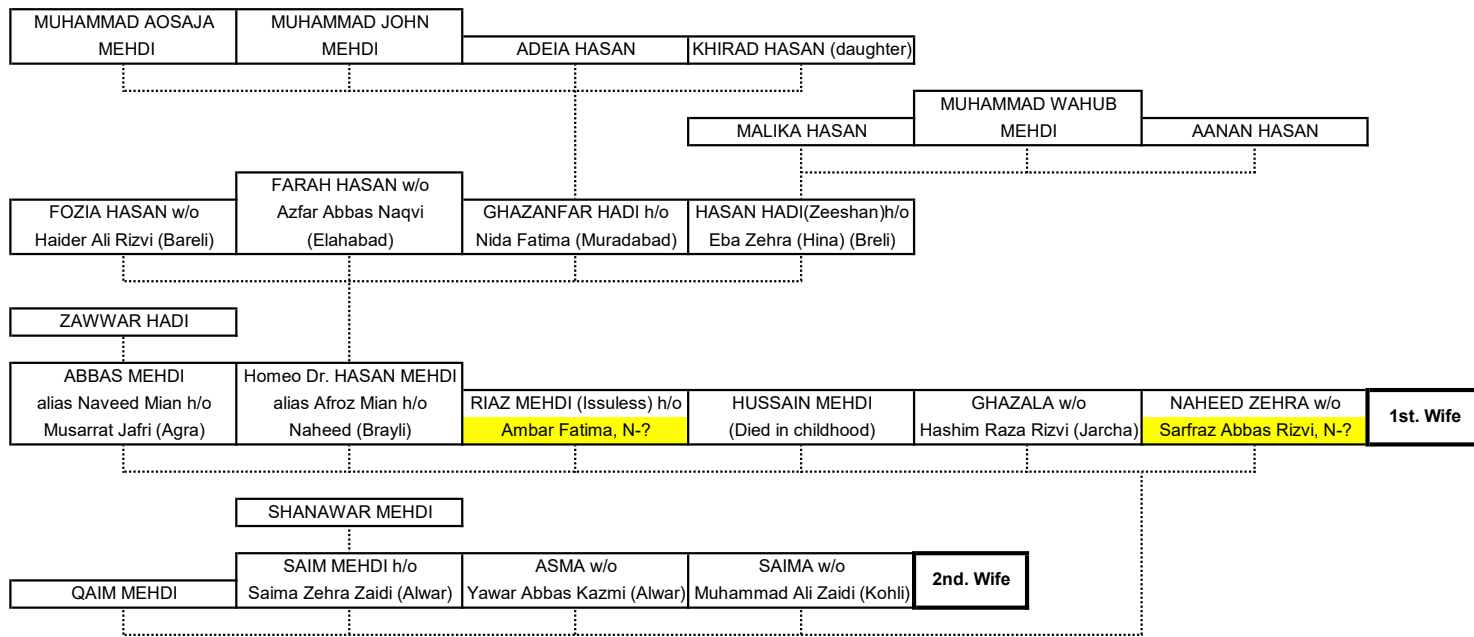 MUHAMMAD AOSAJA
MEHDI
MUHAMMAD JOHN
MEHDI
ADEIA HASAN
KHIRAD HASAN (daughter)
MALIKA HASAN
MUHAMMAD WAHUB
MEHDI
AANAN HASAN
FOZIA HASAN w/o
Haider Ali Rizvi (Bareli)
FARAH HASAN w/o
Azfar Abbas Naqvi
(Elahabad)
GHAZANFAR HADI h/o
Nida Fatima (Muradabad)
HASAN HADI(Zeeshan)h/o
Eba Zehra (Hina) (Breli)
ZAWWAR HADI
ABBAS MEHDI
alias Naveed Mian h/o
Musarrat Jafri (Agra)
Homeo Dr. HASAN MEHDI
alias Afroz Mian h/o
Naheed (Brayli)
RIAZ MEHDI (Issuless) h/o
Ambar Fatima, N-?
HUSSAIN MEHDI
(Died in childhood)
GHAZALA w/o
Hashim Raza Rizvi (Jarcha)
NAHEED ZEHRA w/o
Sarfraz Abbas Rizvi, N-?
1st. Wife
SHANAWAR MEHDI
QAIM MEHDI
SAIM MEHDI h/o
Saima Zehra Zaidi (Alwar)
ASMA w/o
Yawar Abbas Kazmi (Alwar)
SAIMA w/o
Muhammad Ali Zaidi (Kohli)
2nd. Wife